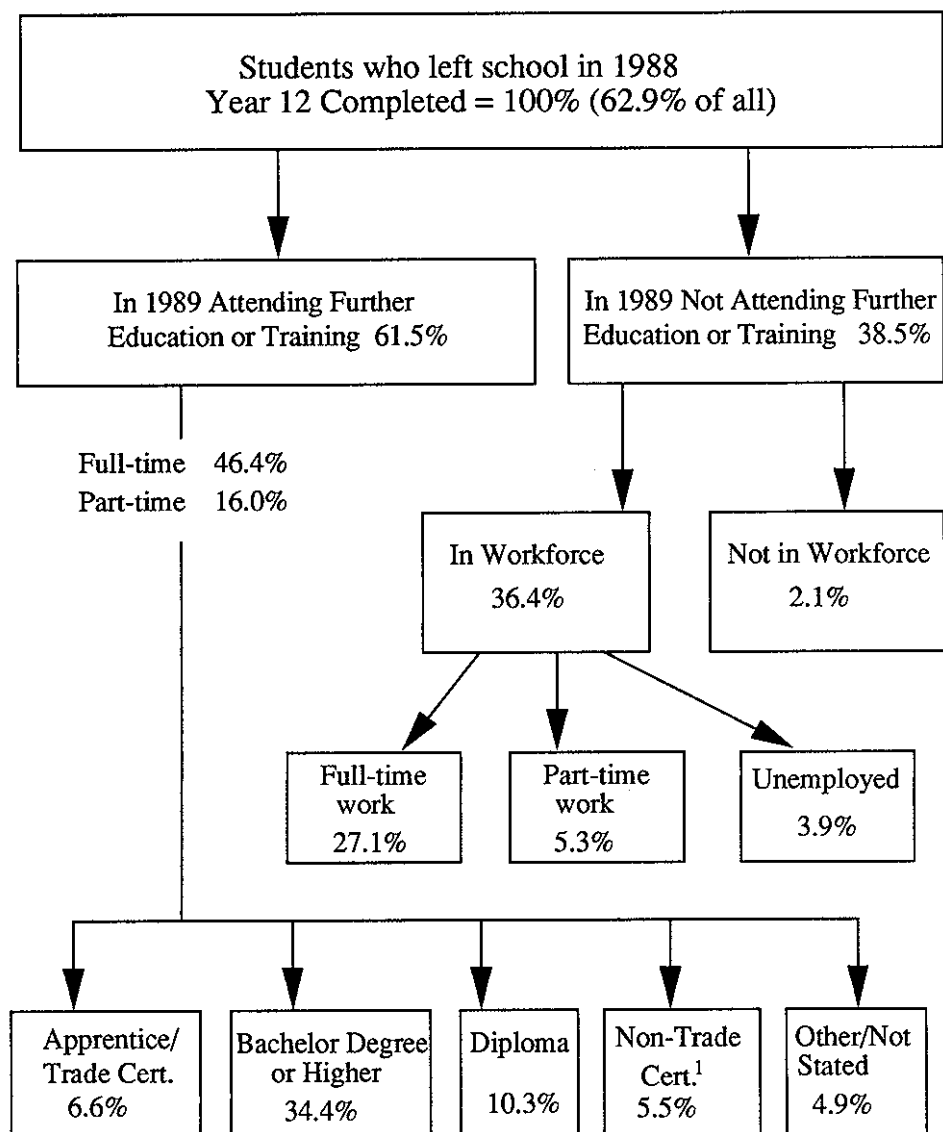 Students who left school in 1988
Year 12 Completed = 100% (62.9% of all)
In 1989 Attending Further
Education or Training 61.5%
In 1989 Not Attending Further
Education or Training 38.5%
Full-time 46.4%
Part-time 16.0%
In Workforce
36.4%
Not in Workforce
2.1%
Full-time
work
27.1%
Part-time
work
5.3%
Unemployed
3.9%
Apprentice/
Trade Cert.
6.6%
Bachelor Degree
or Higher
34.4%
Diploma
10.3%
Non-Trade
Cert.¹
5.5%
Other/Not
Stated
4.9%